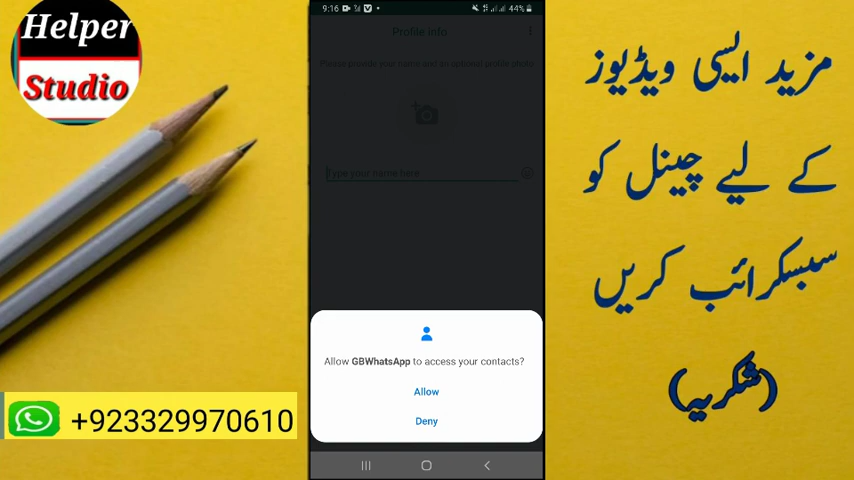 Helper
Studio
+923329970610
9:16
44%
Profile info
Please provide your name and an optional profile photo
Type your name here
Allow GBWhatsApp to access your contacts?
Allow
Deny
مزید ایسی ویڈیوز
کے لیے چینل کو
سبسکرائب کریں
(شکریہ)